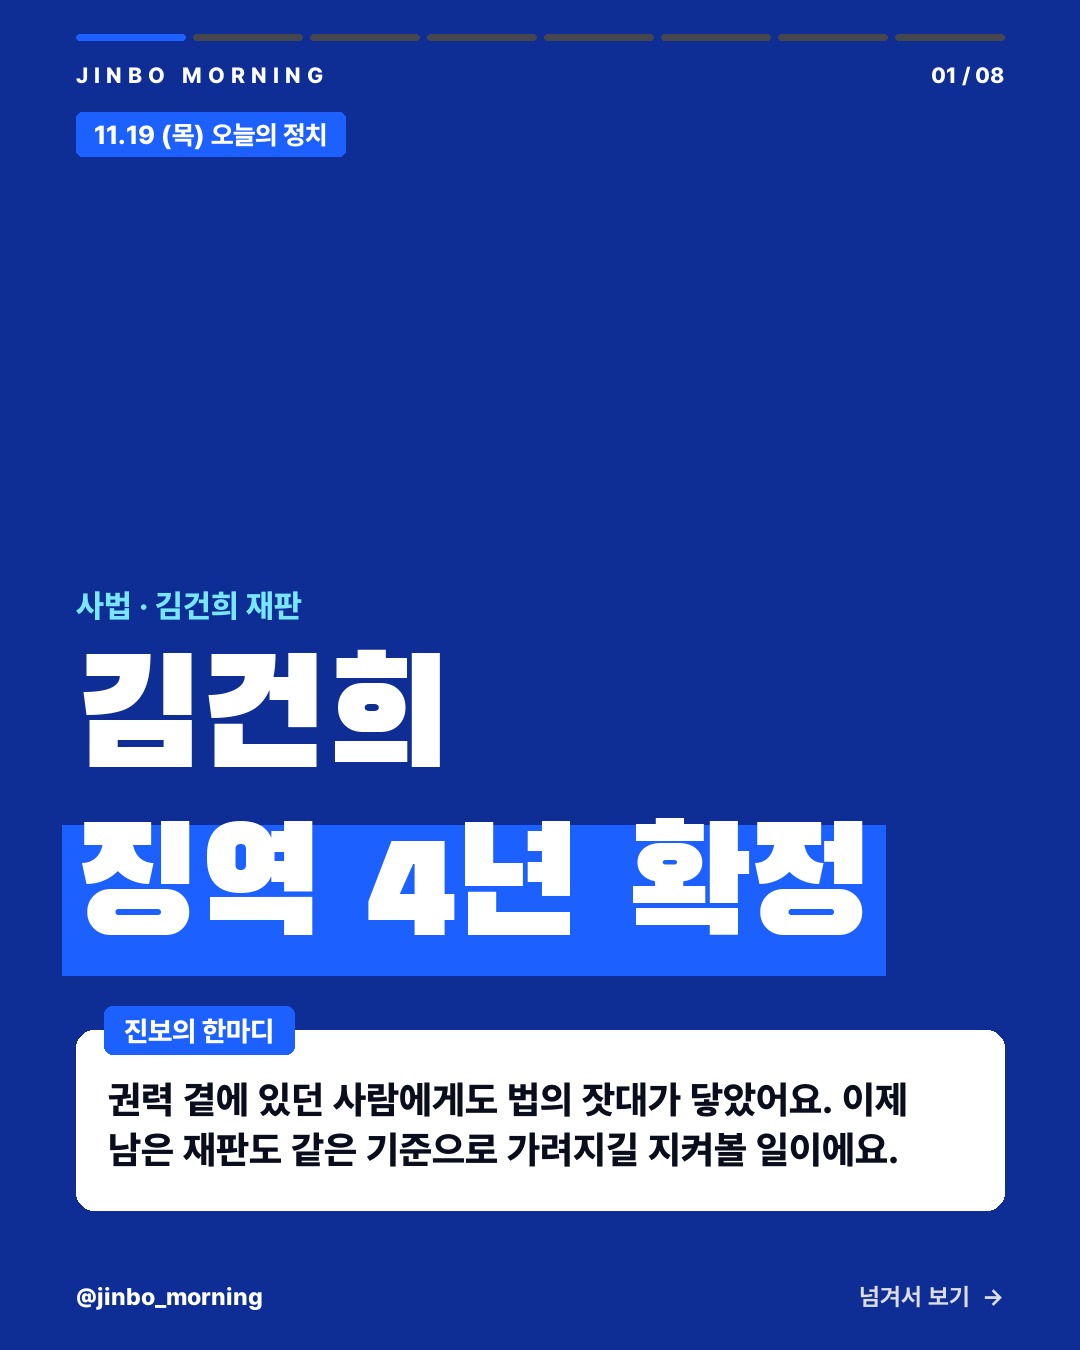 JINBO MORNING
01 / 08
11.19 (목) 오늘의 정치
사법 · 김건희 재판
김건희
징역 4년 확정
진보의 한마디
권력 곁에 있던 사람에게도 법의 잣대가 닿았어요. 이제
남은 재판도 같은 기준으로 가려지길 지켜볼 일이에요.
@jinbo_morning
넘겨서 보기 →